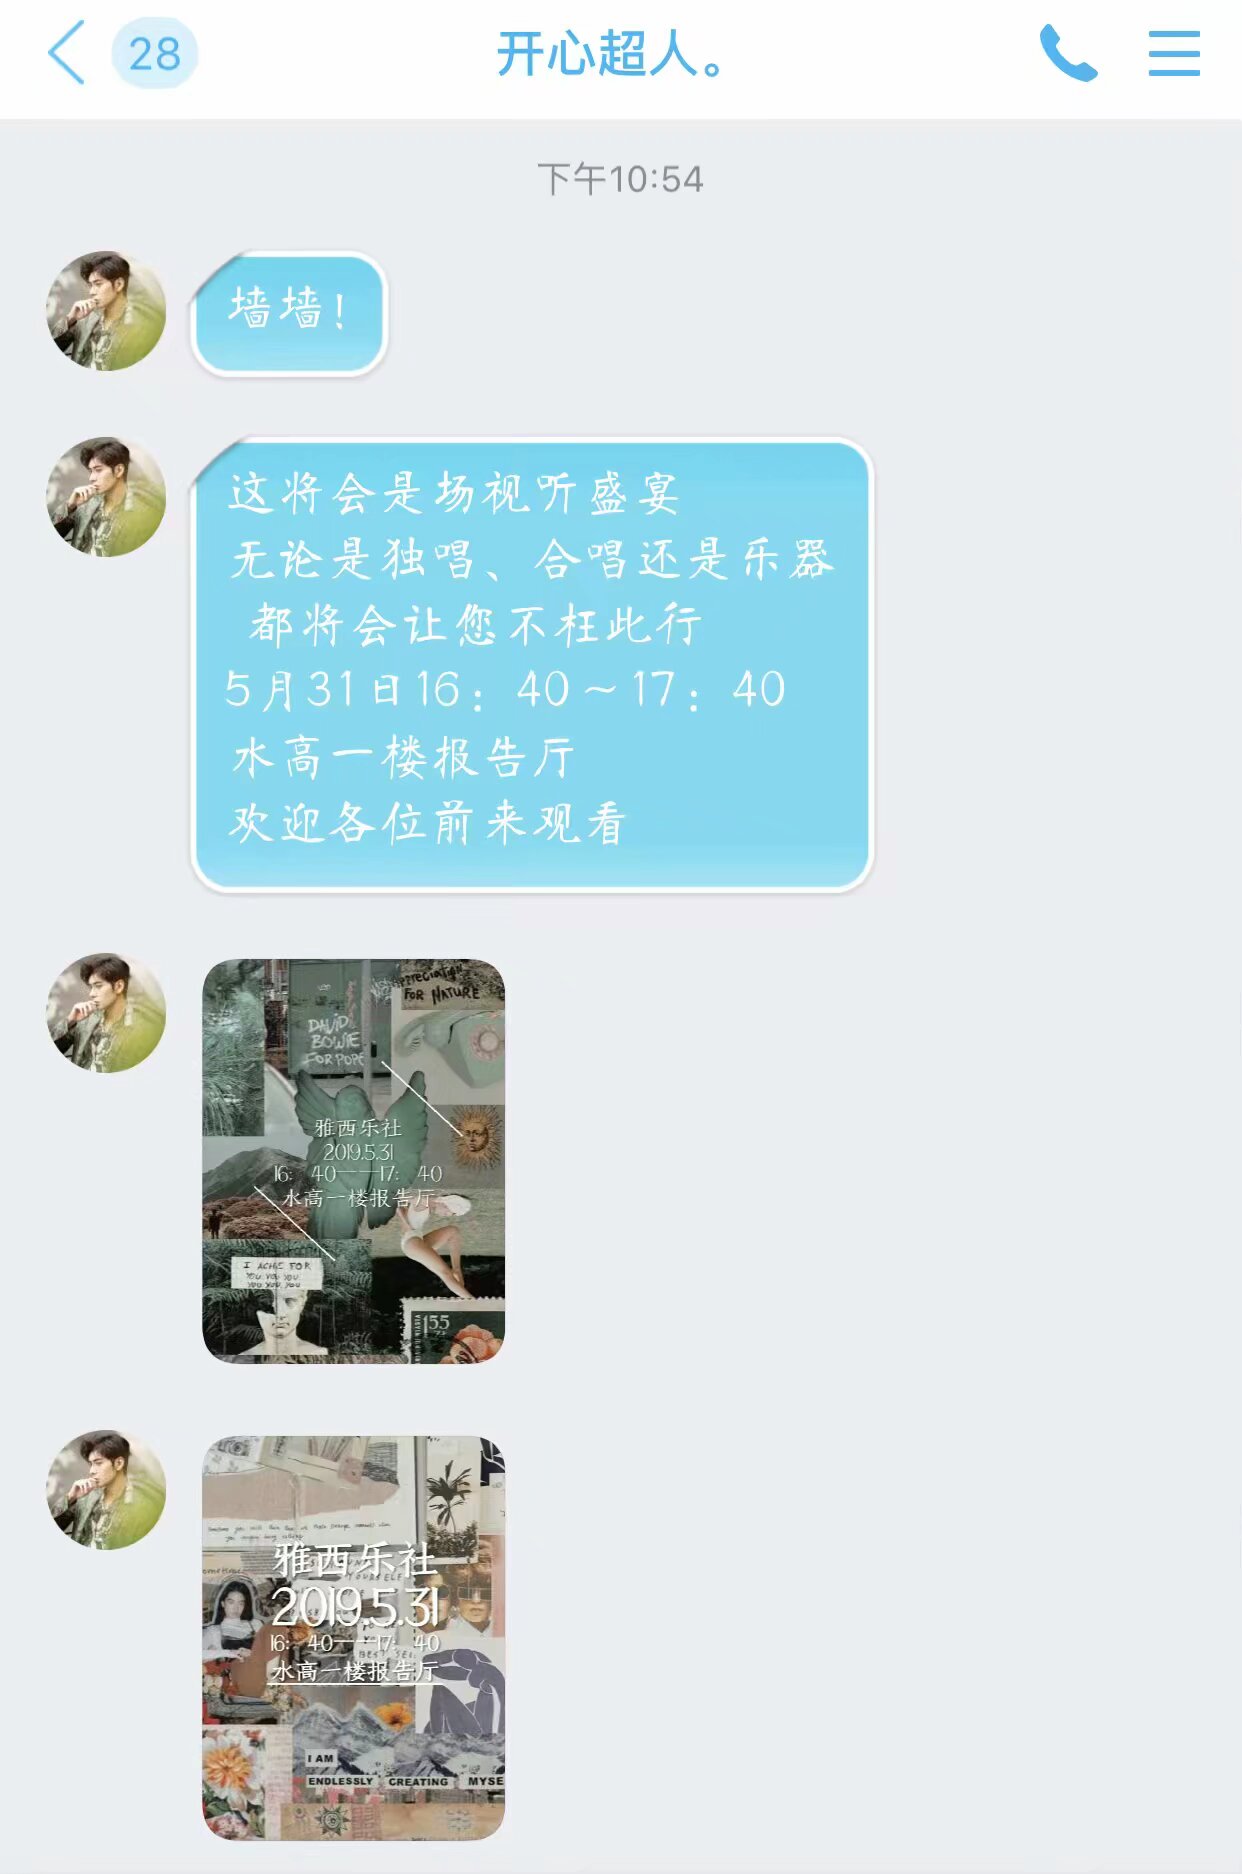 28
开心超人。
下午10:54
墙墙!
这将会是场视听盛宴
无论是独唱、合唱还是乐器
都将会让您不枉此行
5月31日16：40～17：40
水高一楼报告厅
欢迎各位前来观看
Appreciation
FOR NATURE
DAVID
BOWIE
FOR POPE
雅西乐社
2019.5.31
16：40——17：40
水高一楼报告厅
I ACHE FOR
YOU YOU YOU
YOU YOU YOU
155
雅西乐社
2019.5.31
16：40——17：40
水高一楼报告厅
I AM
ENDLESSLY CREATING MYSE